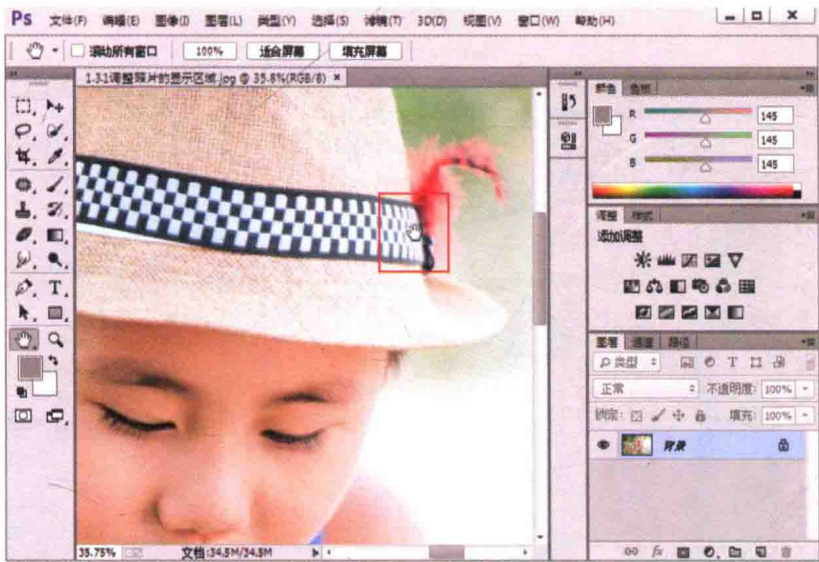 Ps 文件(F) 编辑(E) 图像(I) 图层(L) 类型(Y) 选择(S) 滤镜(T) 3D(D) 视图(V) 窗口(W) 帮助(H)
滚动所有窗口 100% 适合屏幕 填充屏幕
1.3.1调整照片的显示区域.jpg @ 35.8%(RGB/8) ×
颜色 色板
R 145
G 145
B 145
调整 样式
添加调整
图层 通道 路径
类型
正常 不透明度: 100%
锁定: 填充: 100%
背景
35.75% 文档:34.5M/34.5M